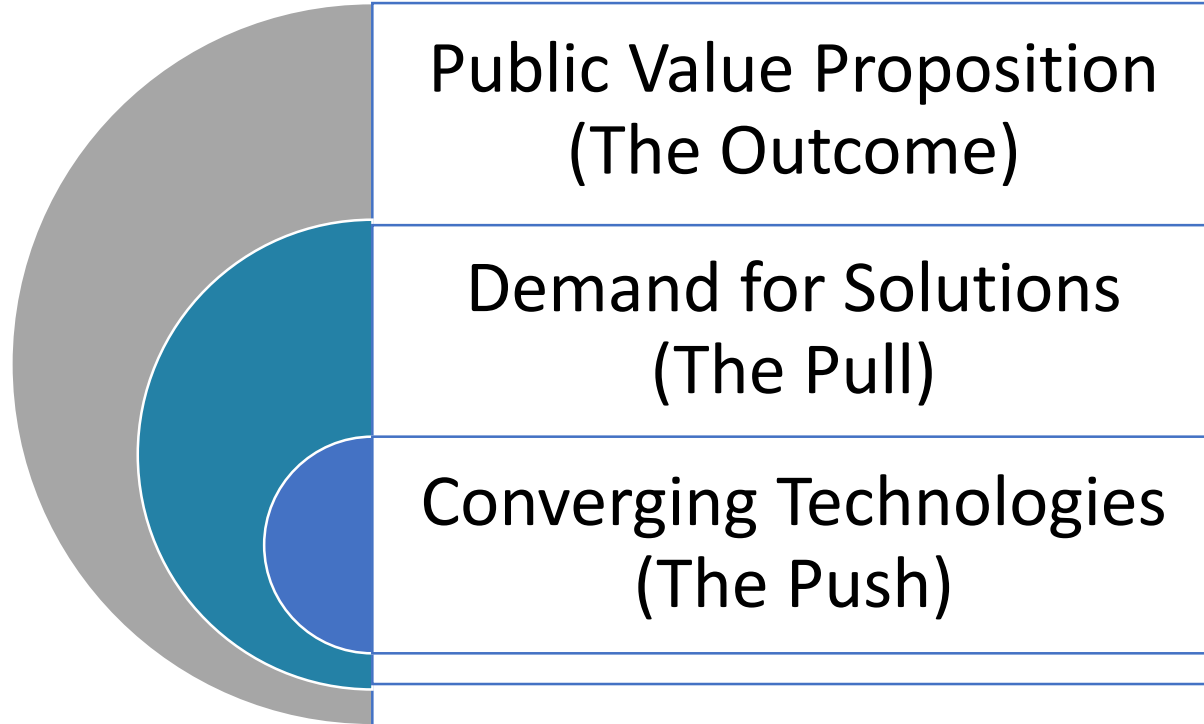 Public Value Proposition
(The Outcome)
Demand for Solutions
(The Pull)
Converging Technologies
(The Push)